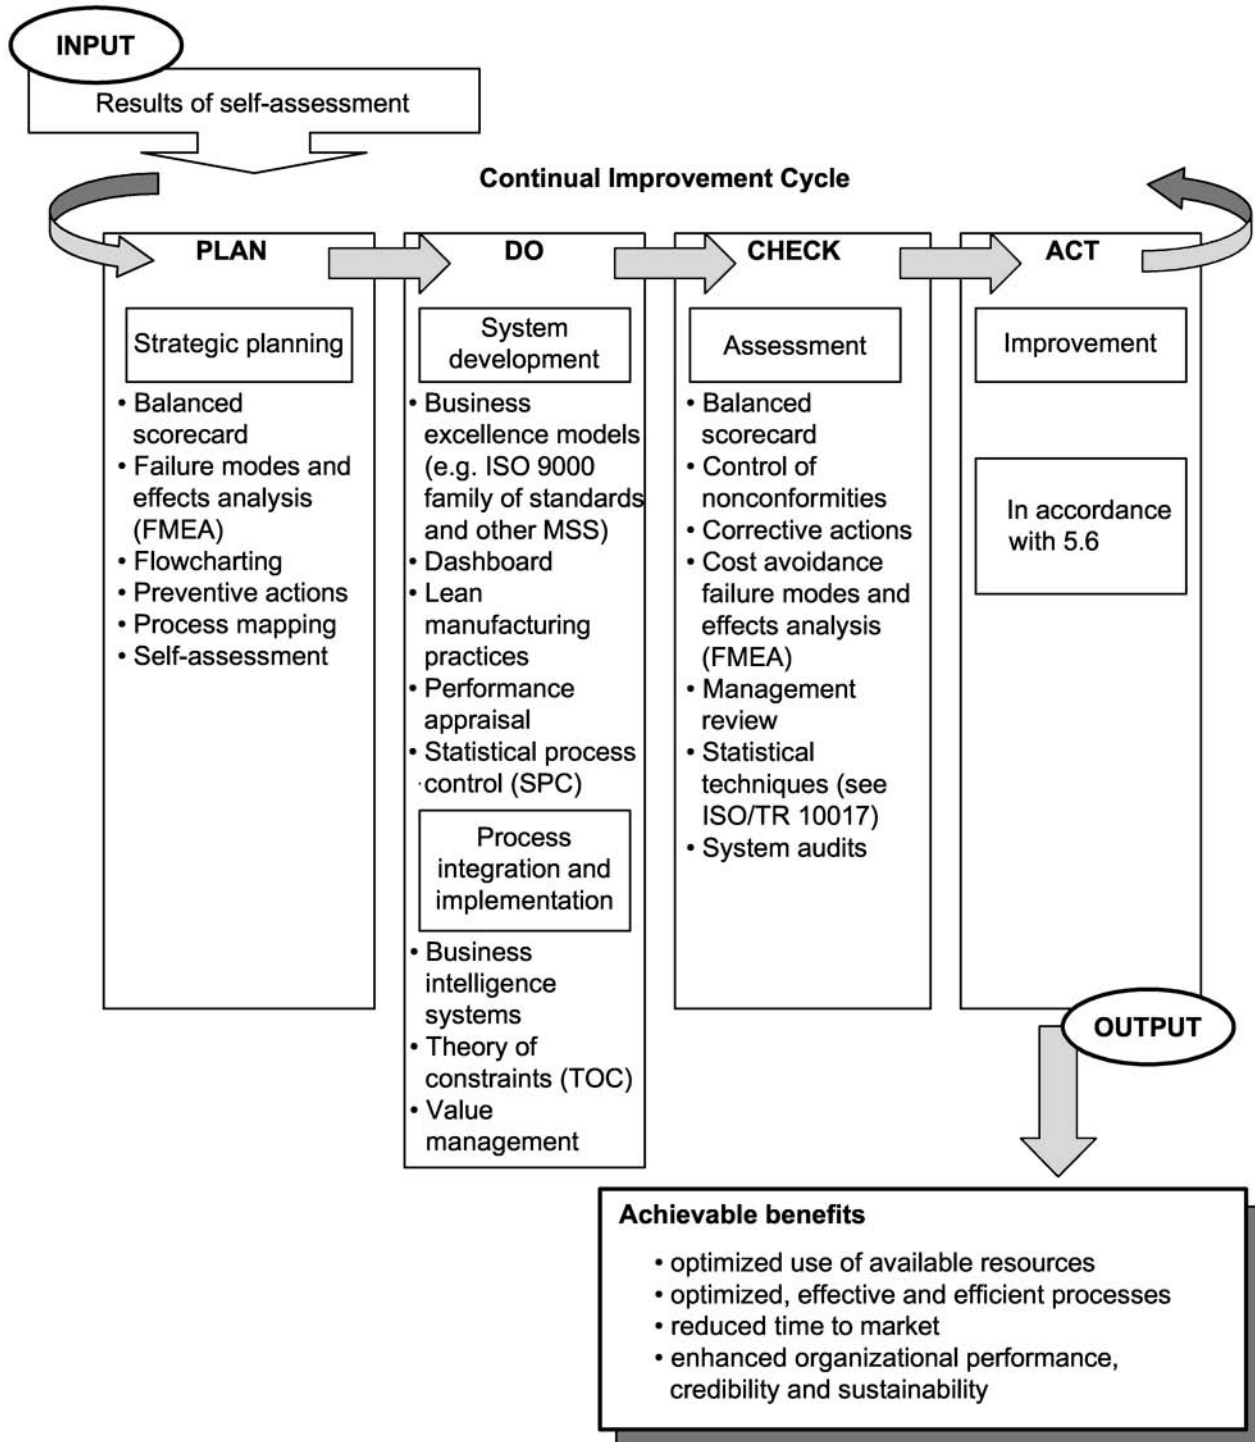 INPUT
Results of self-assessment
Continual Improvement Cycle
PLAN
Strategic planning
• Balanced
scorecard
• Failure modes and
effects analysis
(FMEA)
• Flowcharting
• Preventive actions
• Process mapping
• Self-assessment
DO
System
development
• Business
excellence models
(e.g. ISO 9000
family of standards
and other MSS)
• Dashboard
• Lean
manufacturing
practices
• Performance
appraisal
• Statistical process
control (SPC)
Process
integration and
implementation
• Business
intelligence
systems
• Theory of
constraints (TOC)
• Value
management
CHECK
Assessment
• Balanced
scorecard
• Control of
nonconformities
• Corrective actions
• Cost avoidance
failure modes and
effects analysis
(FMEA)
• Management
review
• Statistical
techniques (see
ISO/TR 10017)
• System audits
ACT
Improvement
In accordance
with 5.6
OUTPUT
Achievable benefits
• optimized use of available resources
• optimized, effective and efficient processes
• reduced time to market
• enhanced organizational performance,
credibility and sustainability